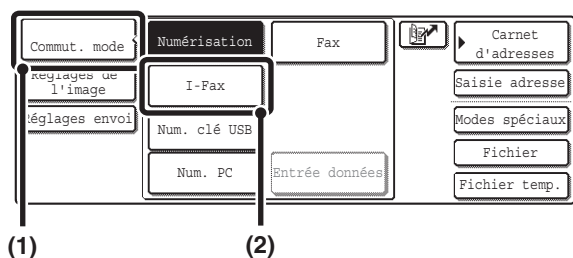 Commut. mode
Numérisation
Fax
Carnet
d'adresses
Réglages de
l'image
I-Fax
Saisie adresse
Réglages envoi
Num. clé USB
Modes spéciaux
Fichier
Num. PC
Entrée données
Fichier temp.
(1)
(2)